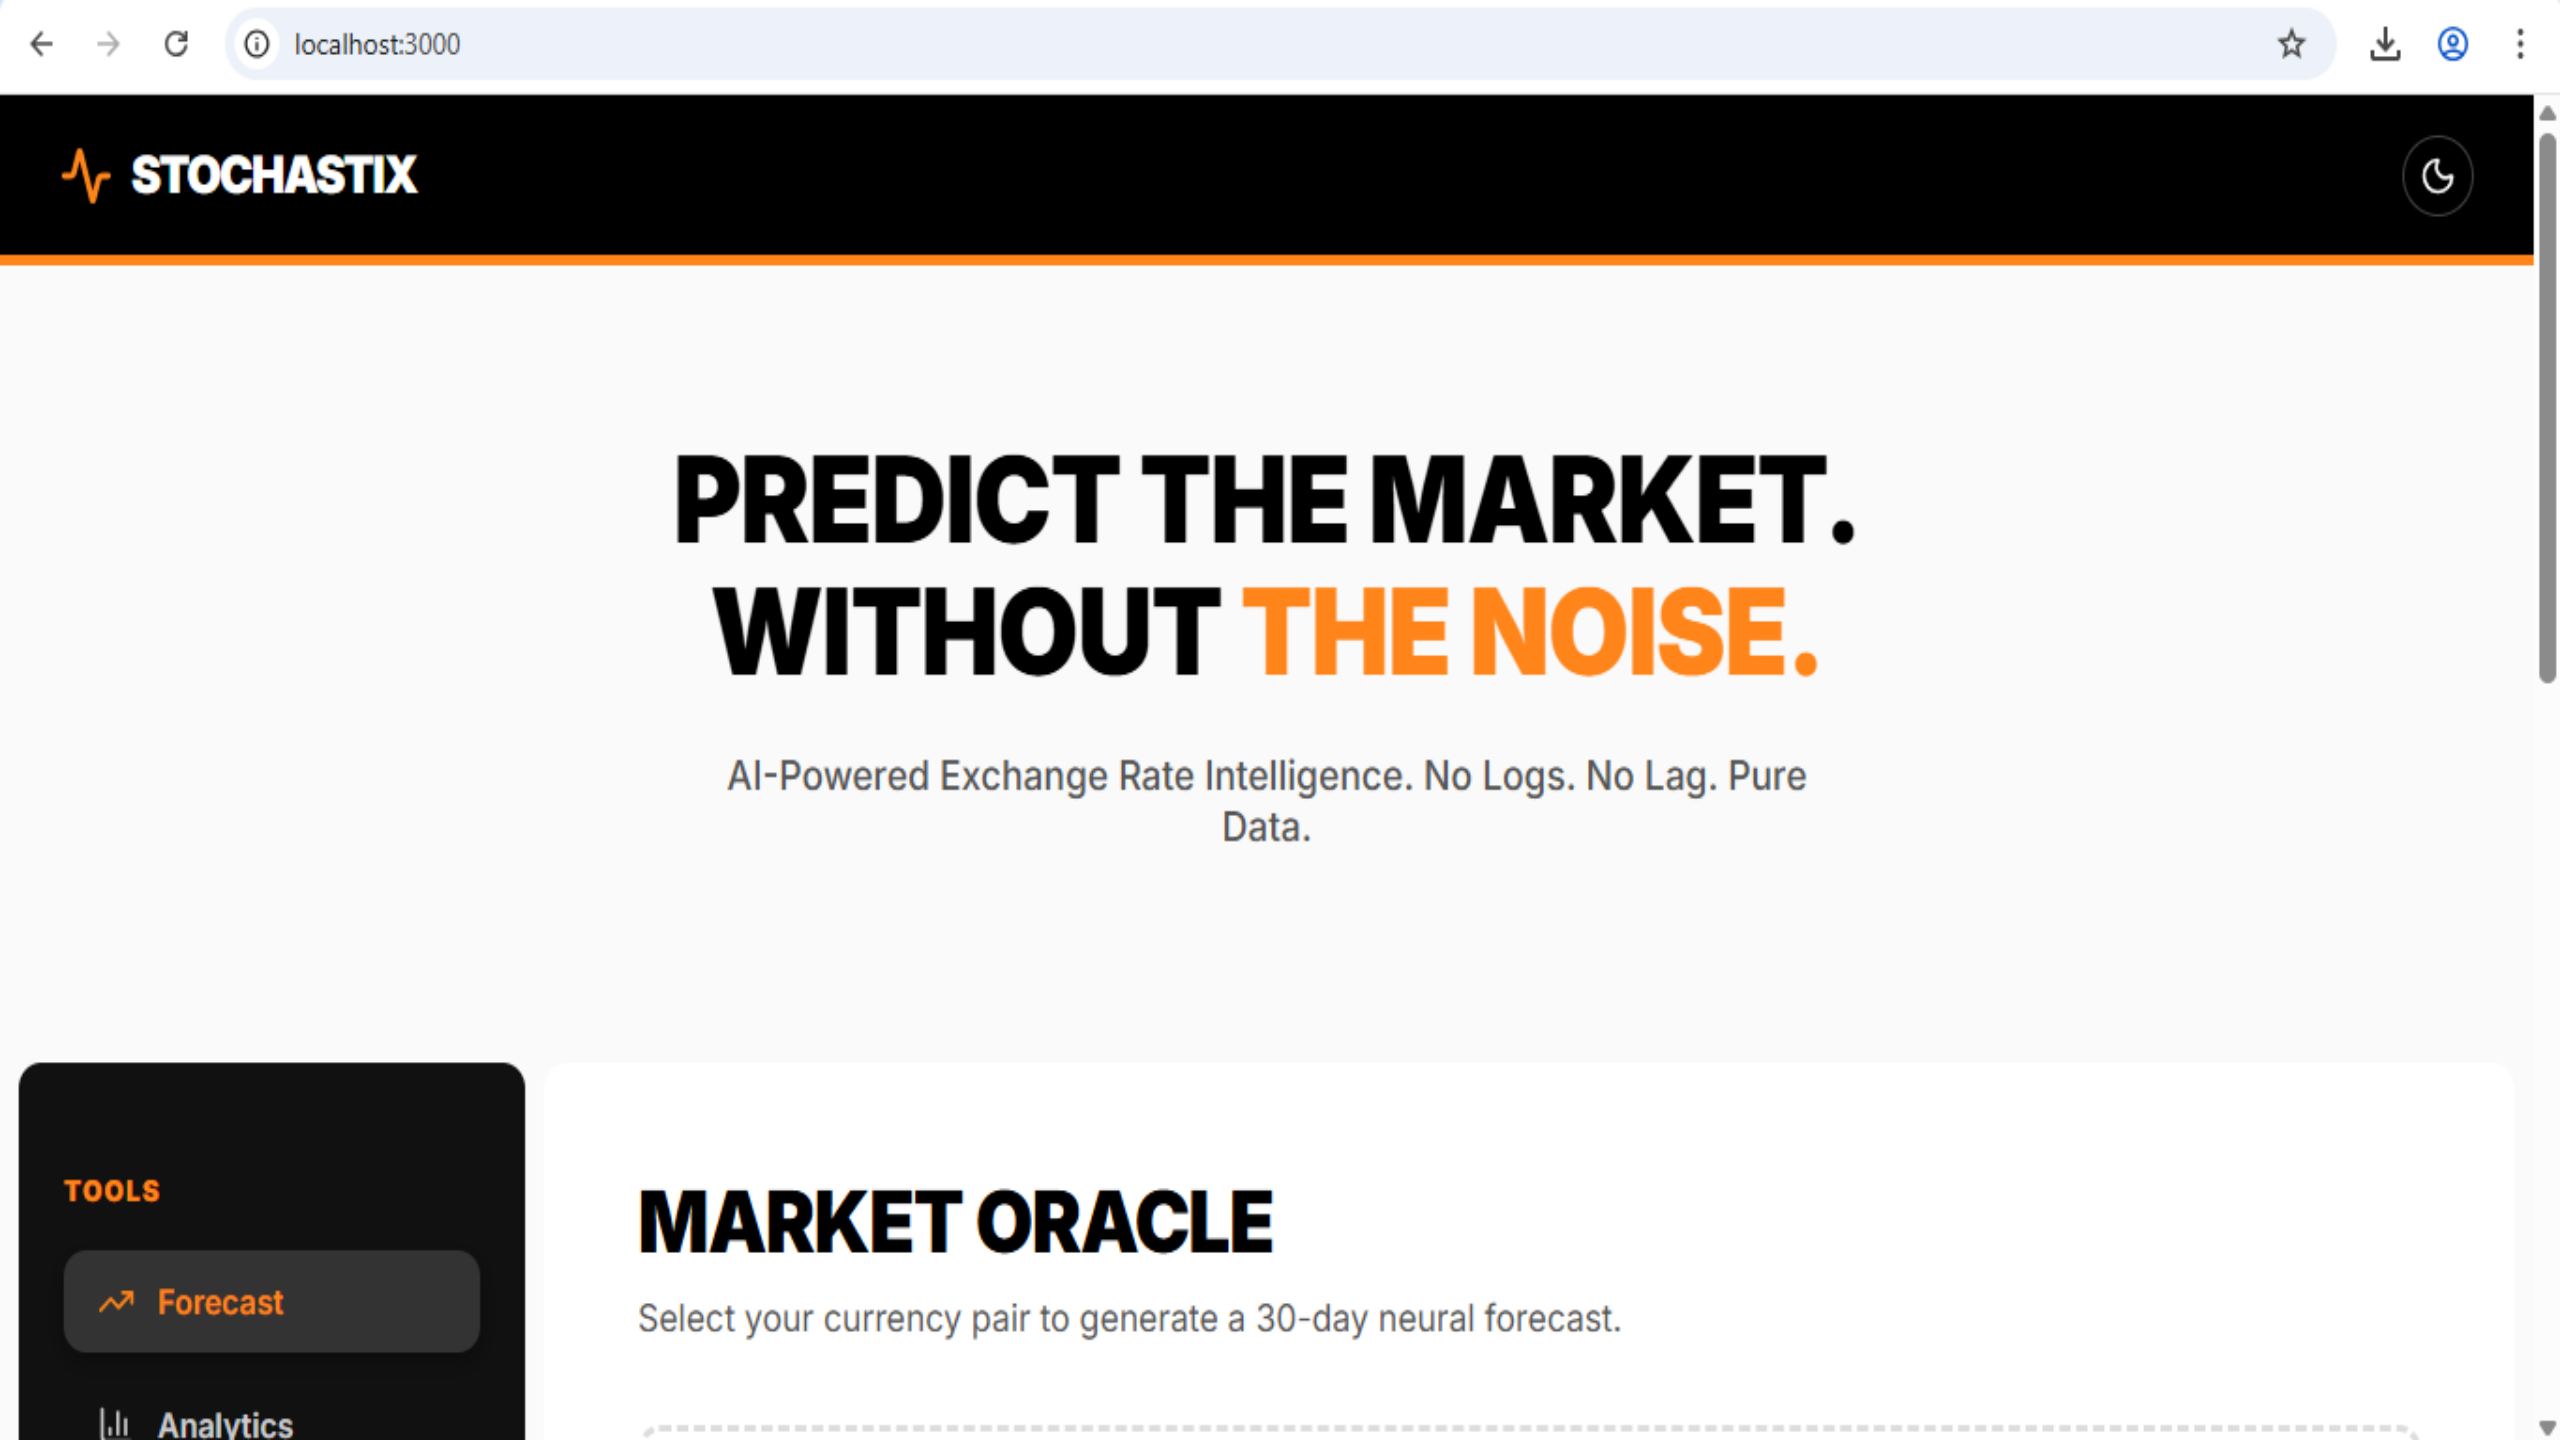 localhost:3000
STOCHASTIX
PREDICT THE MARKET.
WITHOUT THE NOISE.
AI-Powered Exchange Rate Intelligence. No Logs. No Lag. Pure
Data.
TOOLS
Forecast
Analytics
MARKET ORACLE
Select your currency pair to generate a 30-day neural forecast.